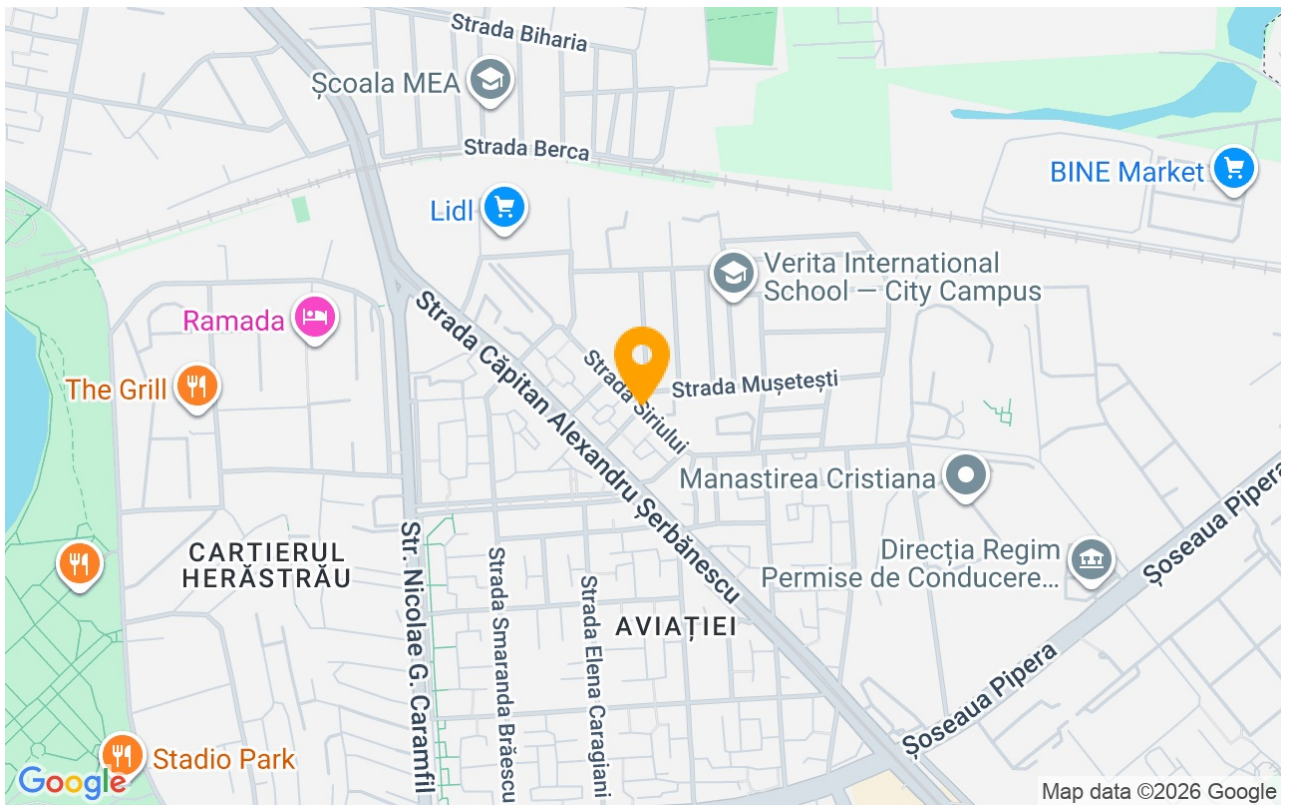 Strada Biharia
Școala MEA
Strada Berca
BINE Market
Lidl
Verita International
School — City Campus
Ramada
Strada Căpitan Alexandru Șerbănescu
The Grill
Strada Siriului
Strada Mușetești
Manastirea Cristiana
Șoseaua Pipera
CARTIERUL
HERĂSTRĂU
Str. Nicolae G. Caramfil
Strada Smaranda Brăescu
Strada Elena Caragiani
Direcția Regim
Permise de Conducere...
AVIAȚIEI
Șoseaua Pipera
Stadio Park
Google
Map data ©2026 Google